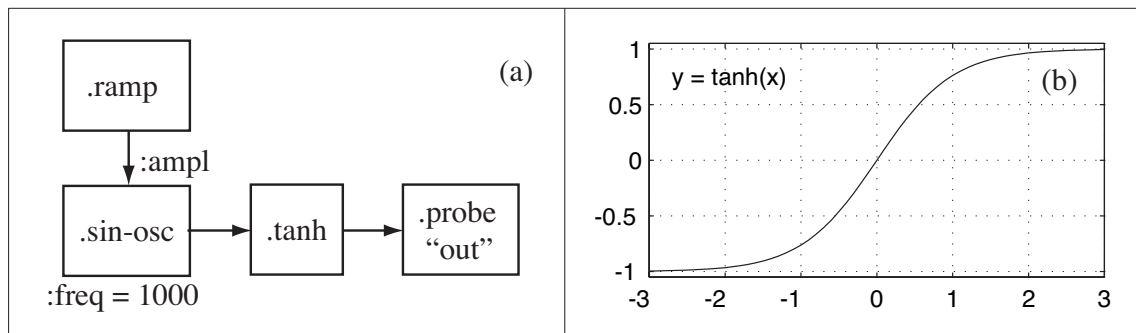 .ramp
(a)
:ampl
.sin-osc
.tanh
.probe
“out”
:freq = 1000
y = tanh(x)
(b)
1
0.5
0
-0.5
-1
-3 -2 -1 0 1 2 3